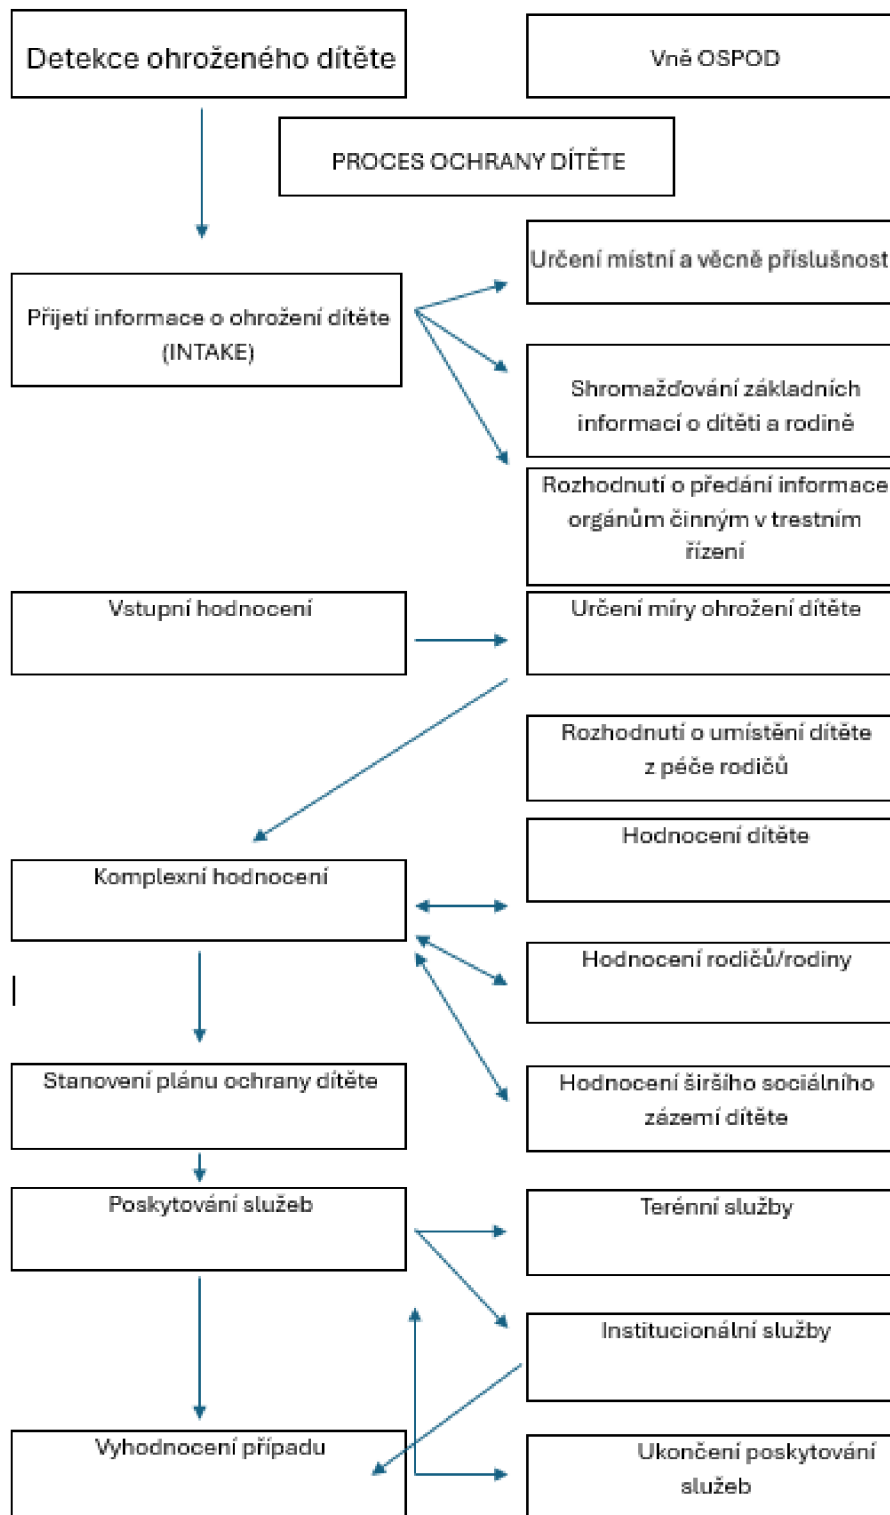 Detekce ohroženého dítěte
Vně OSPOD
PROCES OCHRANY DÍTĚTE
Určení místní a věcně příslušnost
Přijetí informace o ohrožení dítěte
(INTAKE)
Shromažďování základních
informací o dítěti a rodině
Rozhodnutí o předání informace
orgánům činným v trestním
řízení
Vstupní hodnocení
Určení míry ohrožení dítěte
Rozhodnutí o umístění dítěte
z péče rodičů
Hodnocení dítěte
Komplexní hodnocení
Hodnocení rodičů/rodiny
Stanovení plánu ochrany dítěte
Hodnocení širšího sociálního
zázemí dítěte
Poskytování služeb
Terénní služby
Institucionální služby
Vyhodnocení případu
Ukončení poskytování
služeb